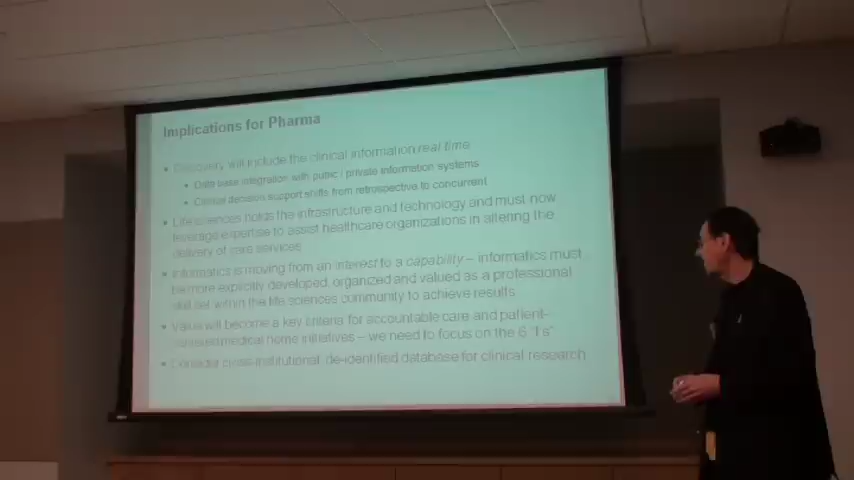 Implications for Pharma
• Discovery will include the clinical information real time
• Data base integration with public / private information systems
• Clinical decision support shifts from retrospective to concurrent
• Life sciences holds the infrastructure and technology and must now
leverage expertise to assist healthcare organizations in altering the
delivery of care services
• Informatics is moving from an interest to a capability – informatics must
be more explicitly developed, organized and valued as a professional
skill set within the life sciences community to achieve results
• Value will become a key criteria for accountable care and patient-
centered medical home initiatives – we need to focus on the 6 "I's"
• Consider cross-institutional, de-identified database for clinical research